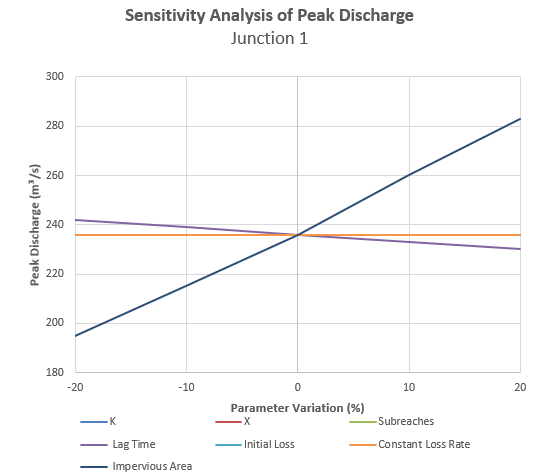 Sensitivity Analysis of Peak Discharge
Junction 1
300
280
260
240
220
200
180
Peak Discharge (m³/s)
-20 -10 0 10 20
Parameter Variation (%)
K X Subreaches
Lag Time Initial Loss Constant Loss Rate
Impervious Area